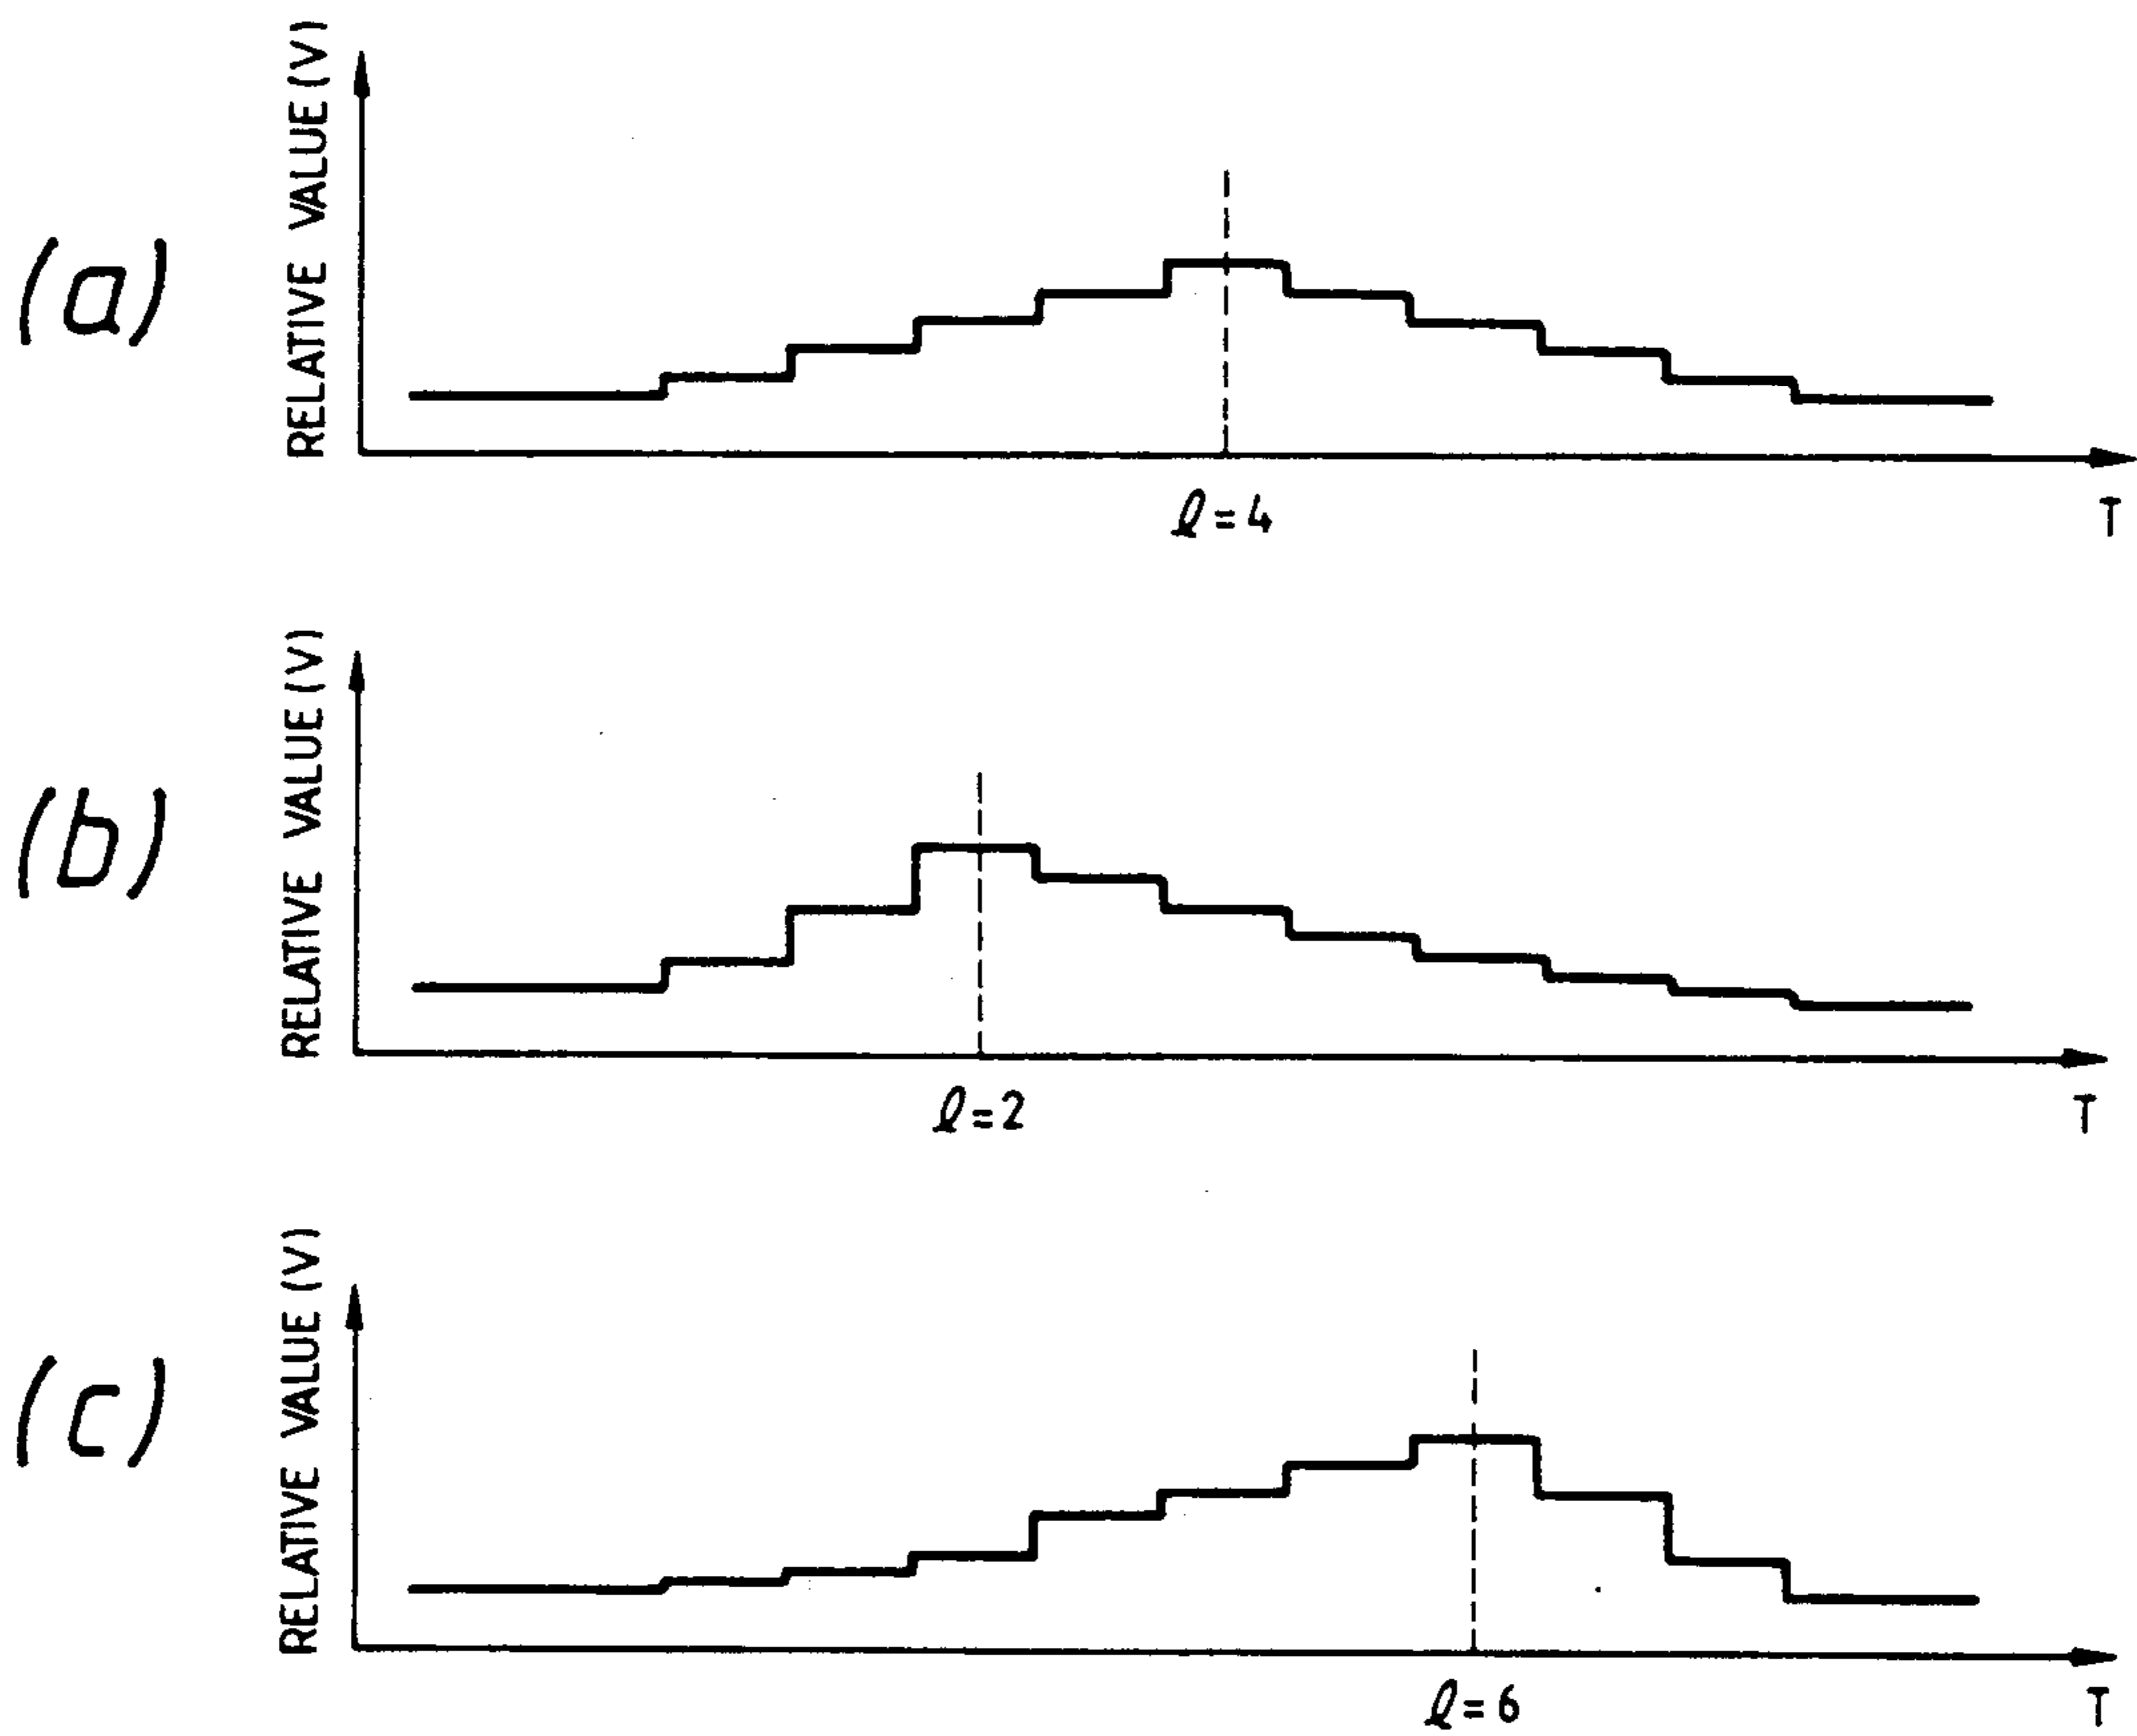 (a)
RELATIVE VALUE (V)
ℓ=4
T
(b)
RELATIVE VALUE (V)
ℓ=2
T
(c)
RELATIVE VALUE (V)
ℓ=6
T